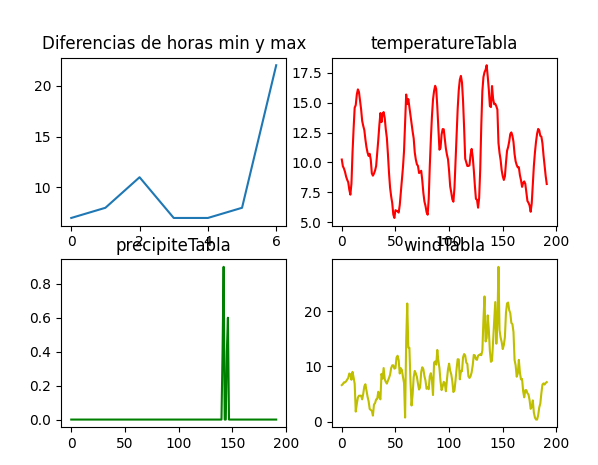 Diferencias de horas min y max
20
15
10
0 2 4 6
temperatureTabla
17.5
15.0
12.5
10.0
7.5
5.0
0 50 100 150 200
precipiteTabla
0.8
0.6
0.4
0.2
0.0
0 50 100 150 200
windTabla
20
10
0
0 50 100 150 200